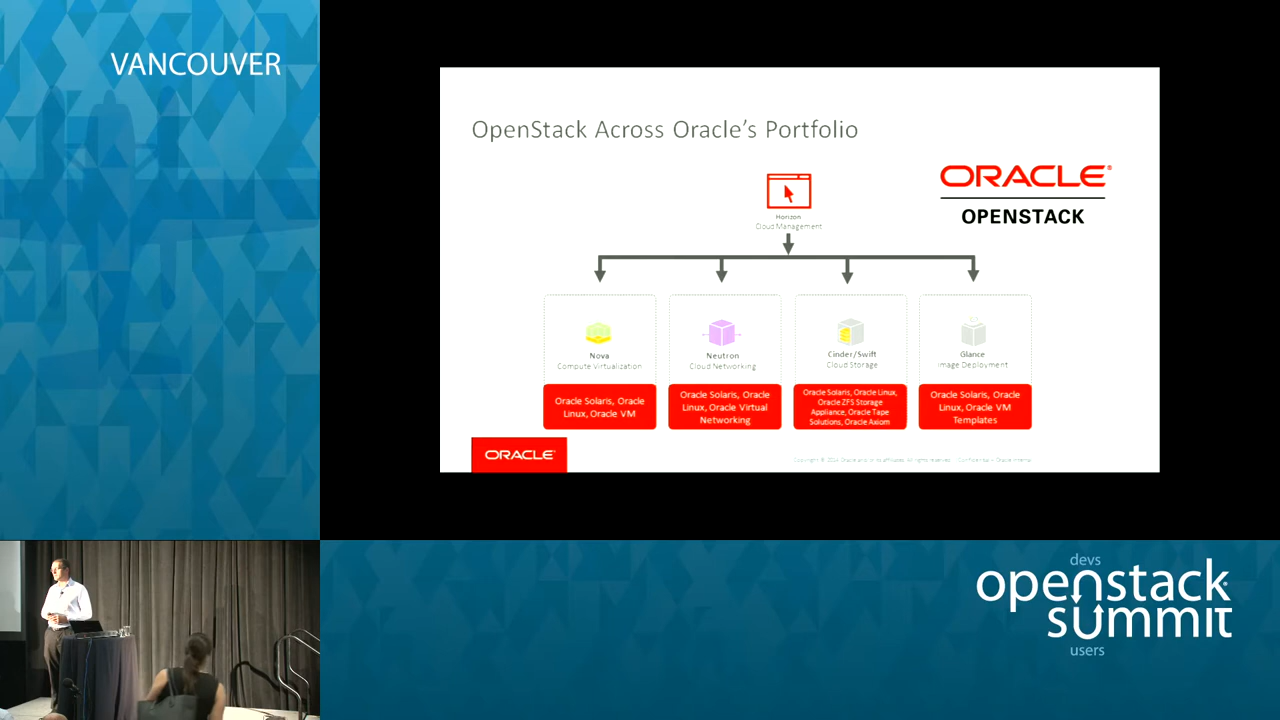 VANCOUVER
OpenStack Across Oracle's Portfolio
ORACLE®
OPENSTACK
Horizon
Cloud Management
Nova
Compute Virtualization
Neutron
Cloud Networking
Cinder/Swift
Cloud Storage
Glance
Image Deployment
Oracle Solaris, Oracle
Linux, Oracle VM
Oracle Solaris, Oracle
Linux, Oracle Virtual
Networking
Oracle Solaris, Oracle Linux,
Oracle ZFS Storage
Appliance, Oracle Tape
Solutions, Oracle Axiom
Oracle Solaris, Oracle
Linux, Oracle VM
Templates
ORACLE®
devs
openstack
summit
users